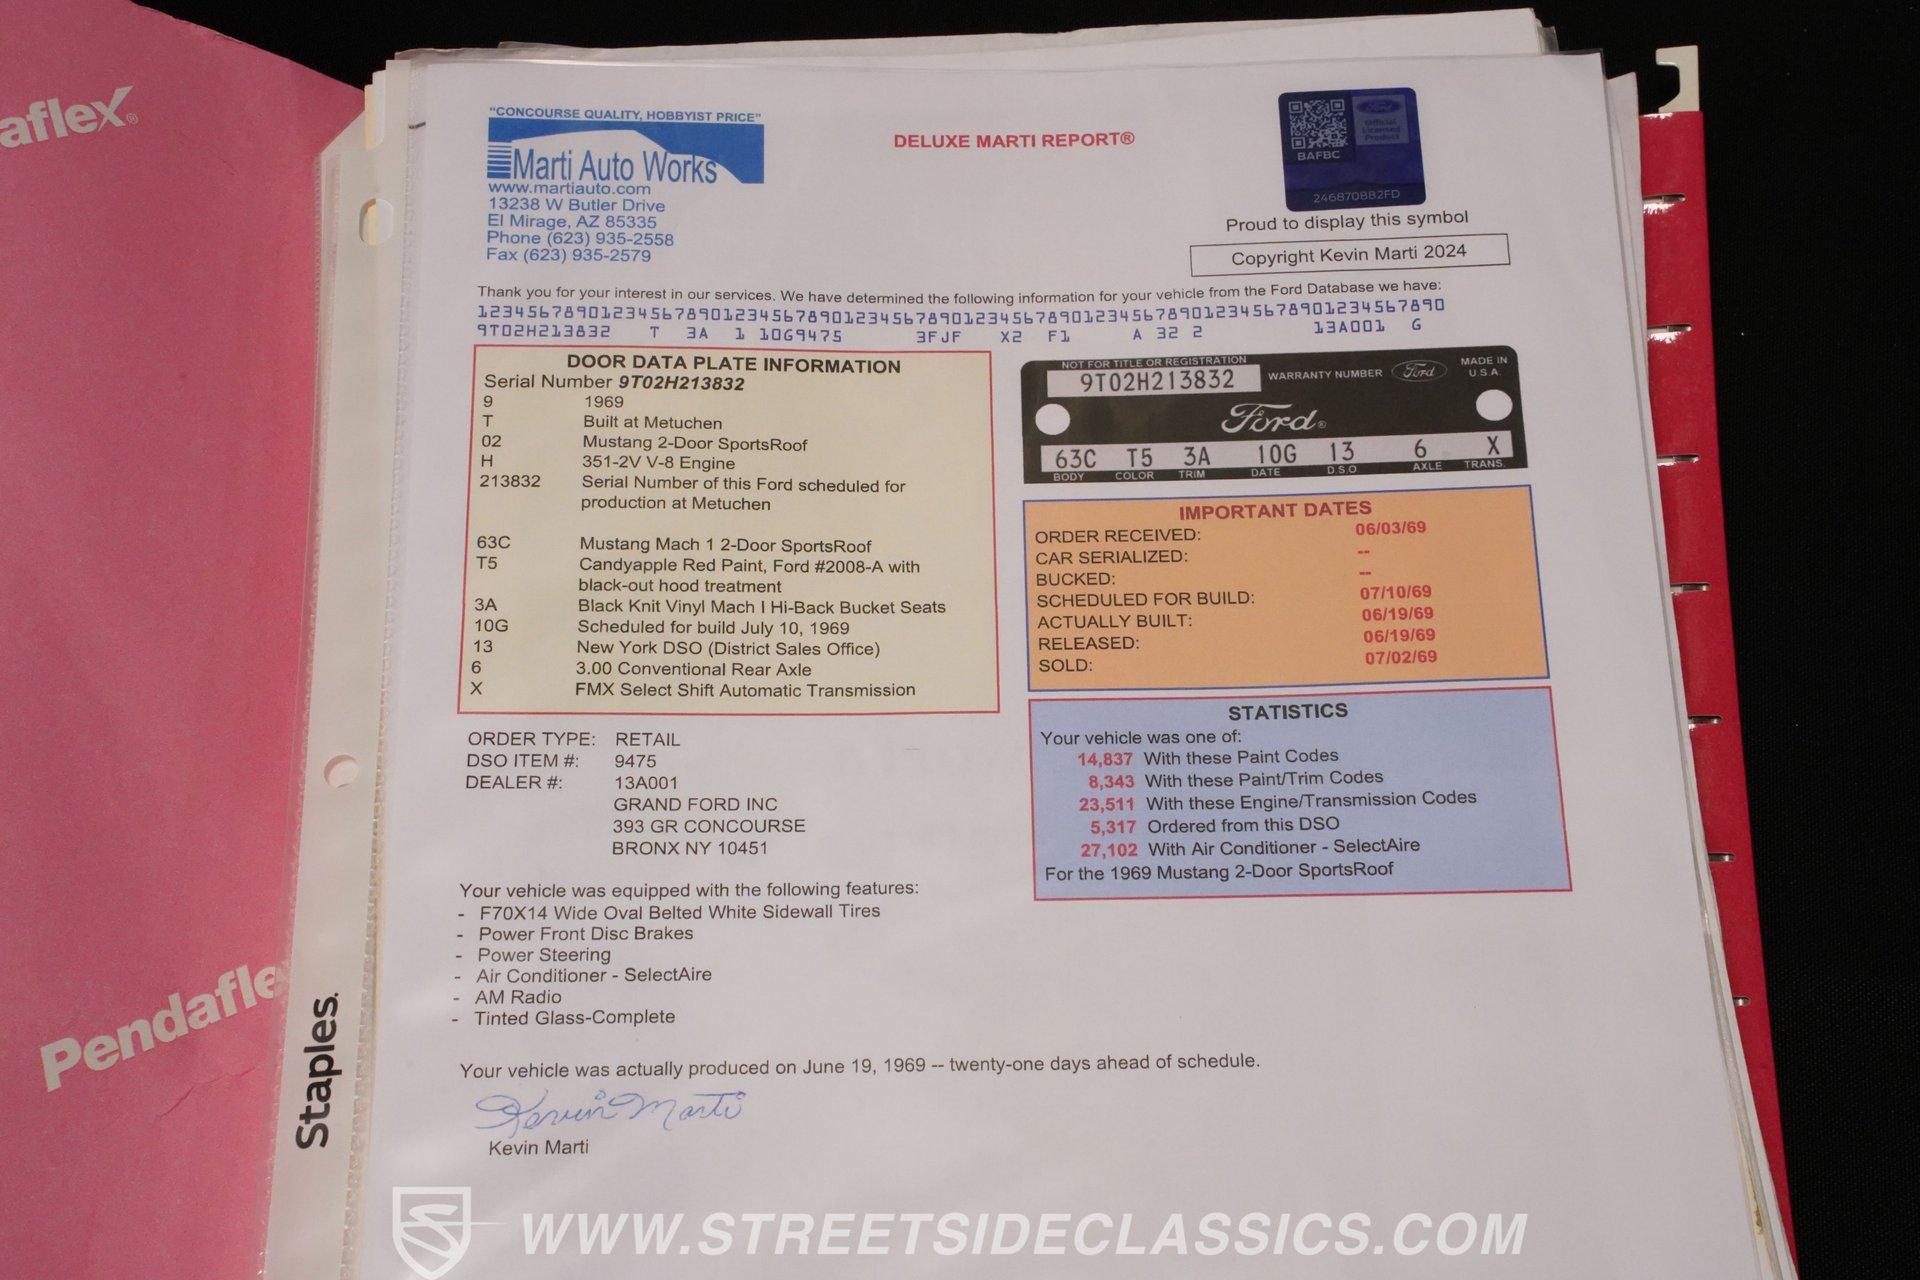 aflex®
Pendafle
Staples.
"CONCOURSE QUALITY, HOBBYIST PRICE"
Marti Auto Works
www.martiauto.com
13238 W Butler Drive
El Mirage, AZ 85335
Phone (623) 935-2558
Fax (623) 935-2579
DELUXE MARTI REPORT®
Ford
Official
Licensed
Product
BAFBC
246870BB2FD
Proud to display this symbol
Copyright Kevin Marti 2024
Thank you for your interest in our services. We have determined the following information for your vehicle from the Ford Database we have:
12345678901234567890123456789012345678901234567890123456789012345678901234567890
9T02H213832 T 3A 1 10G9475 3FJF X2 F1 A 32 2 13A001 G
DOOR DATA PLATE INFORMATION
Serial Number 9T02H213832
9 1969
T Built at Metuchen
02 Mustang 2-Door SportsRoof
H 351-2V V-8 Engine
213832 Serial Number of this Ford scheduled for
production at Metuchen
63C Mustang Mach 1 2-Door SportsRoof
T5 Candyapple Red Paint, Ford #2008-A with
black-out hood treatment
3A Black Knit Vinyl Mach I Hi-Back Bucket Seats
10G Scheduled for build July 10, 1969
13 New York DSO (District Sales Office)
6 3.00 Conventional Rear Axle
X FMX Select Shift Automatic Transmission
NOT FOR TITLE OR REGISTRATION
9T02H213832 WARRANTY NUMBER Ford MADE IN
U.S.A.
Ford®
63C T5 3A 10G 13 6 X
BODY COLOR TRIM DATE D.S.O AXLE TRANS.
IMPORTANT DATES
ORDER RECEIVED: 06/03/69
CAR SERIALIZED: --
BUCKED: --
SCHEDULED FOR BUILD: 07/10/69
ACTUALLY BUILT: 06/19/69
RELEASED: 06/19/69
SOLD: 07/02/69
STATISTICS
Your vehicle was one of:
14,837 With these Paint Codes
8,343 With these Paint/Trim Codes
23,511 With these Engine/Transmission Codes
5,317 Ordered from this DSO
27,102 With Air Conditioner - SelectAire
For the 1969 Mustang 2-Door SportsRoof
ORDER TYPE: RETAIL
DSO ITEM #: 9475
DEALER #: 13A001
GRAND FORD INC
393 GR CONCOURSE
BRONX NY 10451
Your vehicle was equipped with the following features:
- F70X14 Wide Oval Belted White Sidewall Tires
- Power Front Disc Brakes
- Power Steering
- Air Conditioner - SelectAire
- AM Radio
- Tinted Glass-Complete
Your vehicle was actually produced on June 19, 1969 -- twenty-one days ahead of schedule.
Kevin Marti
Kevin Marti
WWW.STREETSIDECLASSICS.COM